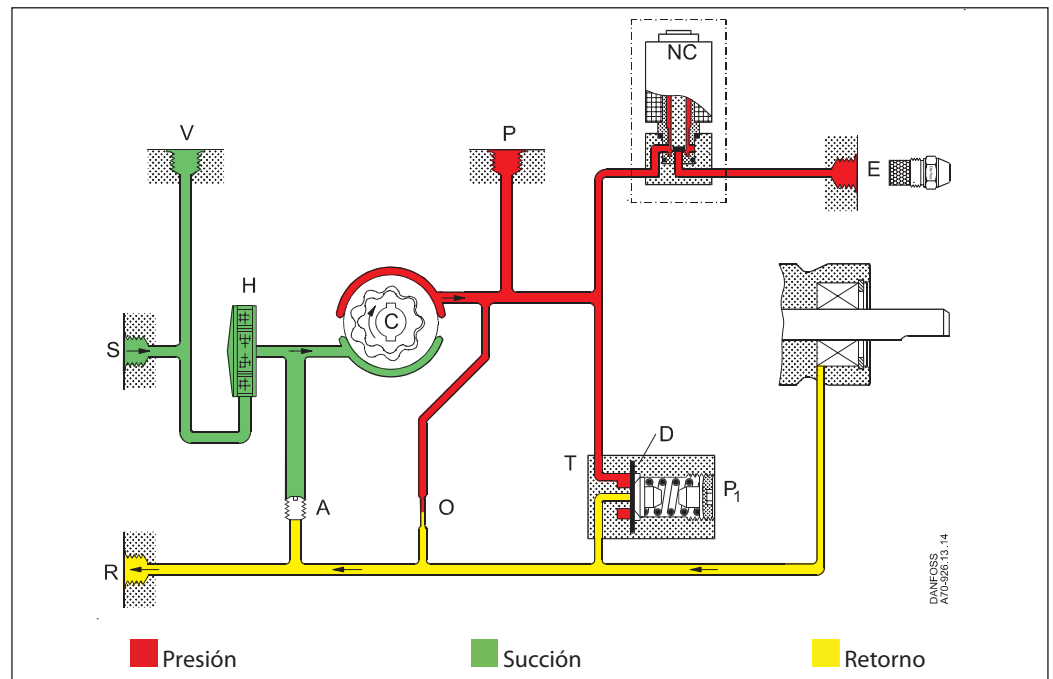 NC
V
P
E
H
C
S
D
T
P1
A
O
R
DANFOSS
A70-926.13.14
Presión
Succión
Retorno